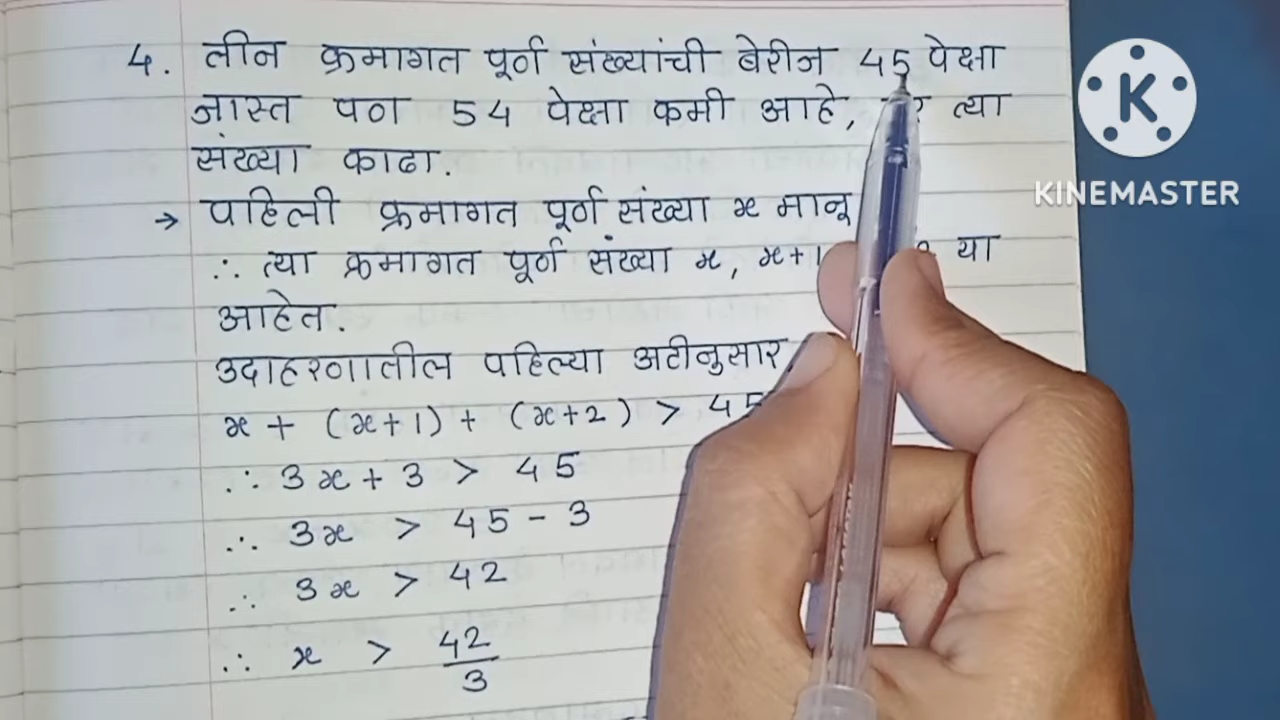 4. तीन क्रमागत पूर्ण संख्यांची बेरीज 45 पेक्षा
जास्त पण 54 पेक्षा कमी आहे, त्या
संख्या काढा.
→ पहिली क्रमागत पूर्ण संख्या x मानू
∴ त्या क्रमागत पूर्ण संख्या x, x+1 या
आहेत.
उदाहरणातील पहिल्या अटीनुसार
x + (x+1) + (x+2) > 45
∴ 3x + 3 > 45
∴ 3x > 45 - 3
∴ 3x > 42
∴ x > 42/3
K
KINEMASTER